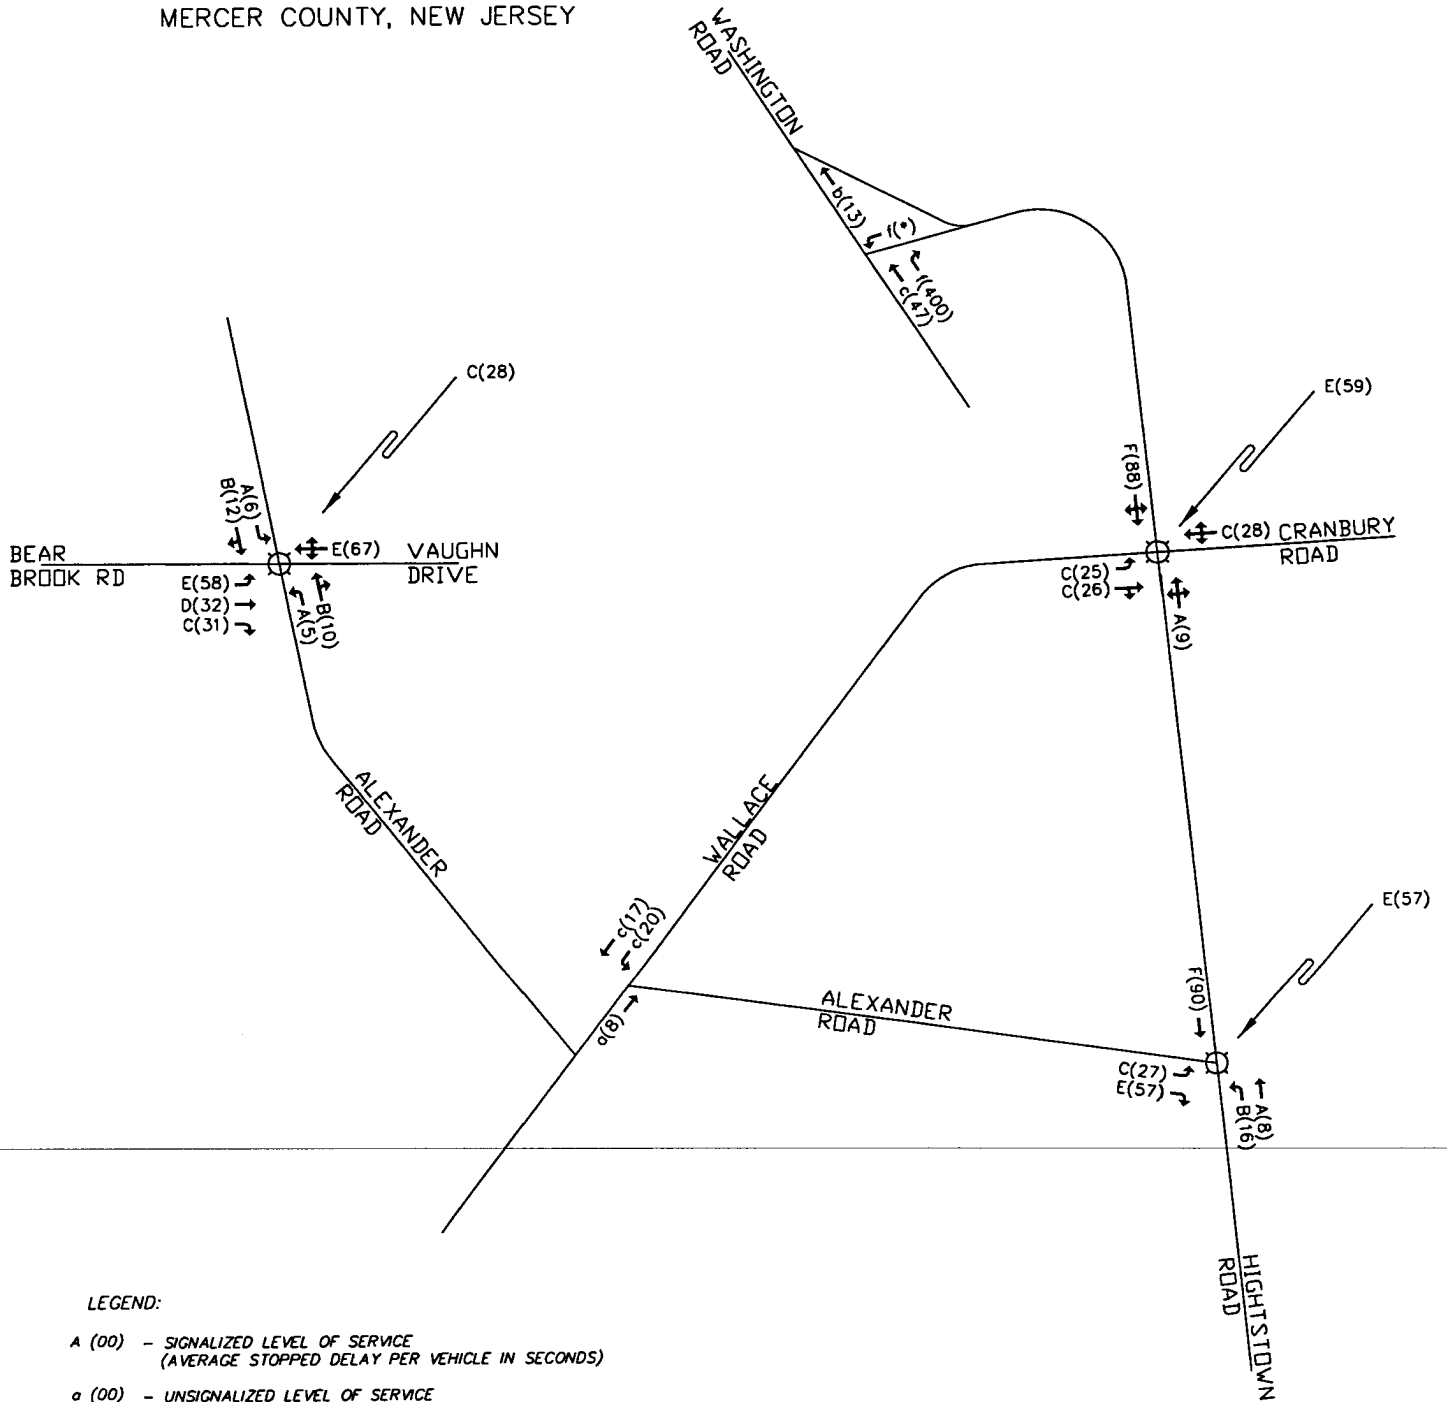 MERCER COUNTY, NEW JERSEY
WASHINGTON
ROAD
b(13)
f(*)
f(400)
c(47)
C(28)
E(59)
F(88)
B(12)
A(6)
E(67)
BEAR
BROOK RD
VAUGHN
DRIVE
E(58)
D(32)
C(31)
A(5)
B(10)
C(28)
CRANBURY
ROAD
C(25)
C(26)
A(9)
ALEXANDER
ROAD
WALLACE
ROAD
c(17)
c(20)
a(8)
E(57)
F(90)
ALEXANDER
ROAD
C(27)
E(57)
A(8)
B(16)
HIGHTSTOWN
ROAD
LEGEND:
A (00) - SIGNALIZED LEVEL OF SERVICE
(AVERAGE STOPPED DELAY PER VEHICLE IN SECONDS)
a (00) - UNSIGNALIZED LEVEL OF SERVICE